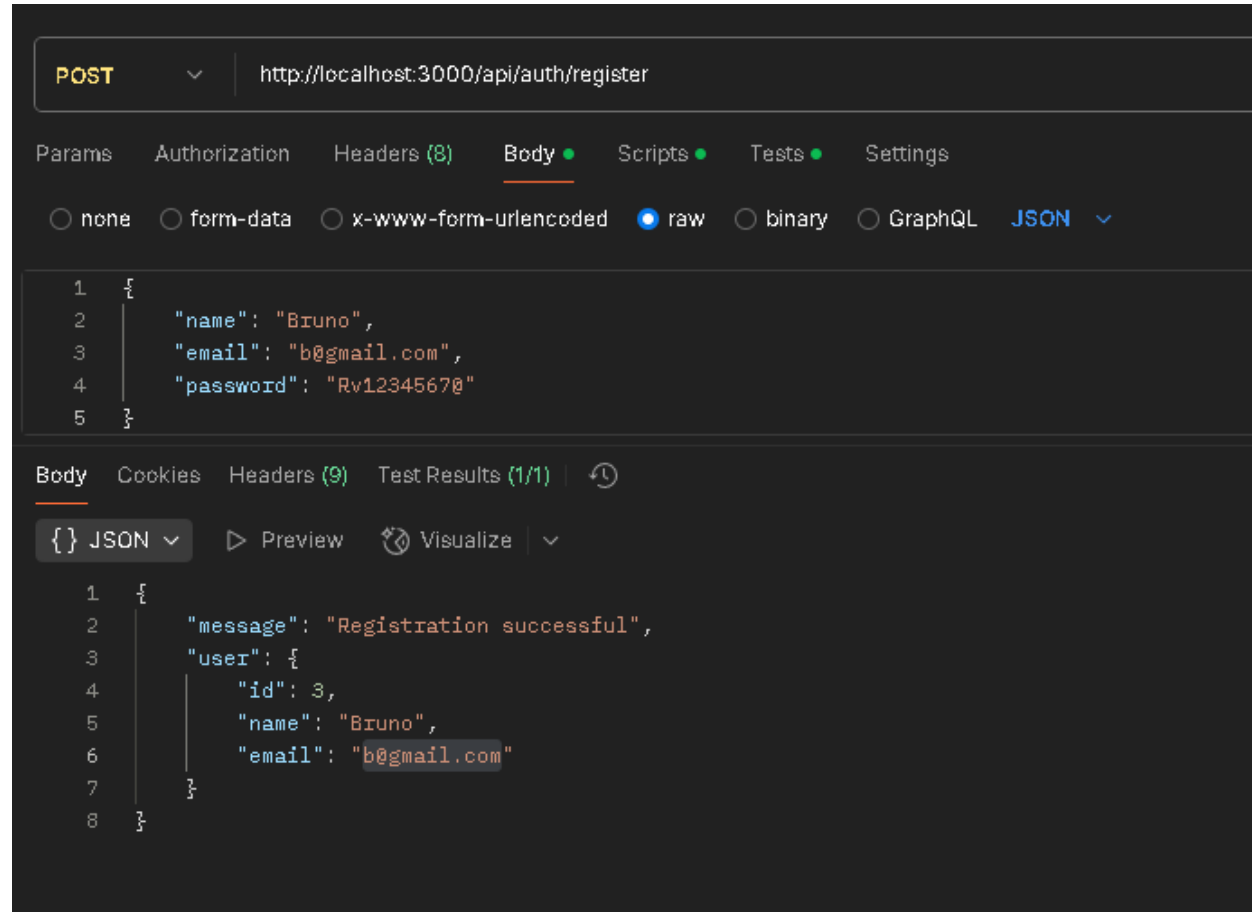 POST http://localhost:3000/api/auth/register
Params Authorization Headers (8) Body Scripts Tests Settings
none form-data x-www-form-urlencoded raw binary GraphQL JSON
1 {
2 "name": "Bruno",
3 "email": "b@gmail.com",
4 "password": "Rv1234567@"
5 }
Body Cookies Headers (9) Test Results (1/1)
{} JSON Preview Visualize
1 {
2 "message": "Registration successful",
3 "user": {
4 "id": 3,
5 "name": "Bruno",
6 "email": "b@gmail.com"
7 }
8 }